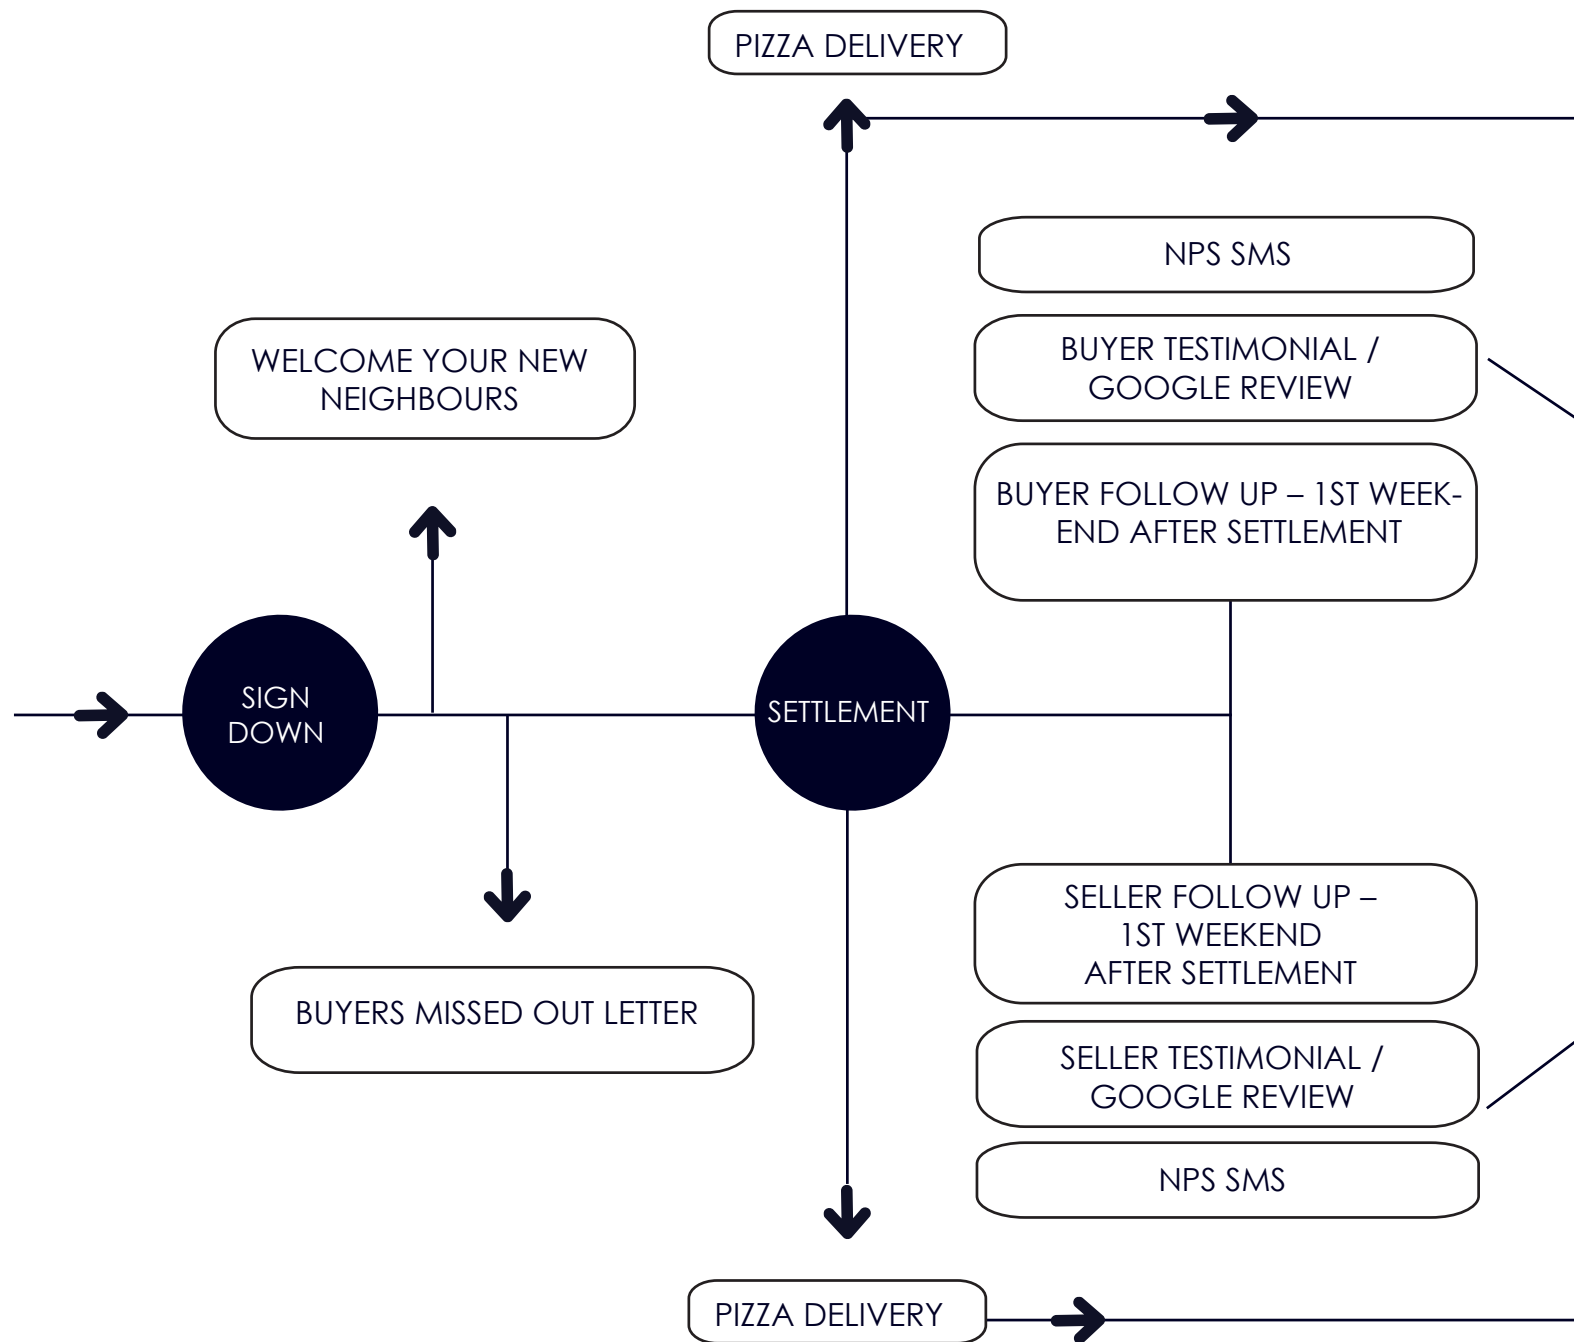 PIZZA DELIVERY
NPS SMS
WELCOME YOUR NEW
NEIGHBOURS
BUYER TESTIMONIAL /
GOOGLE REVIEW
BUYER FOLLOW UP – 1ST WEEK-
END AFTER SETTLEMENT
SIGN
DOWN
SETTLEMENT
SELLER FOLLOW UP –
1ST WEEKEND
AFTER SETTLEMENT
BUYERS MISSED OUT LETTER
SELLER TESTIMONIAL /
GOOGLE REVIEW
NPS SMS
PIZZA DELIVERY